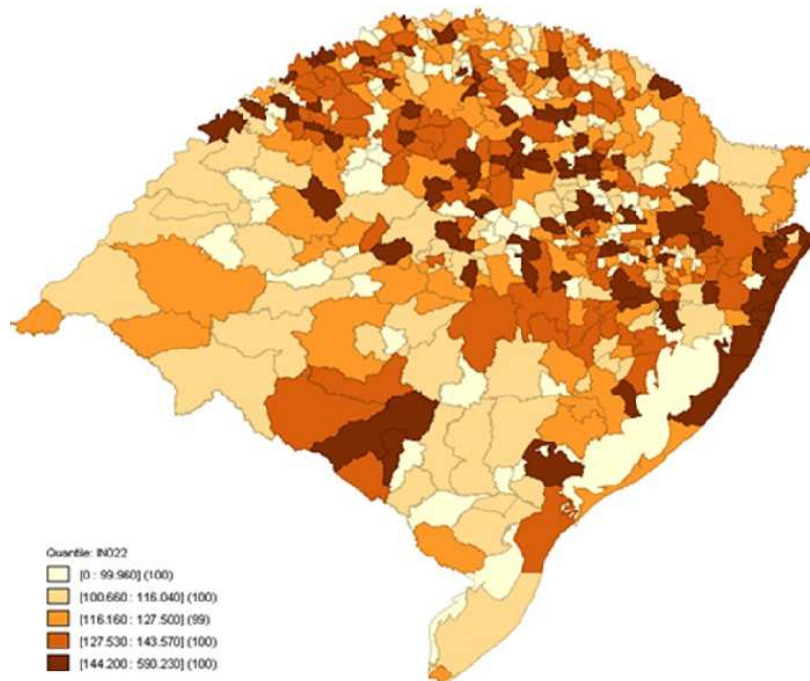 Quantile: IN022
[0 : 99.960] (100)
[100.660 : 116.040] (100)
[116.160 : 127.500] (99)
[127.530 : 143.570] (100)
[144.200 : 590.230] (100)